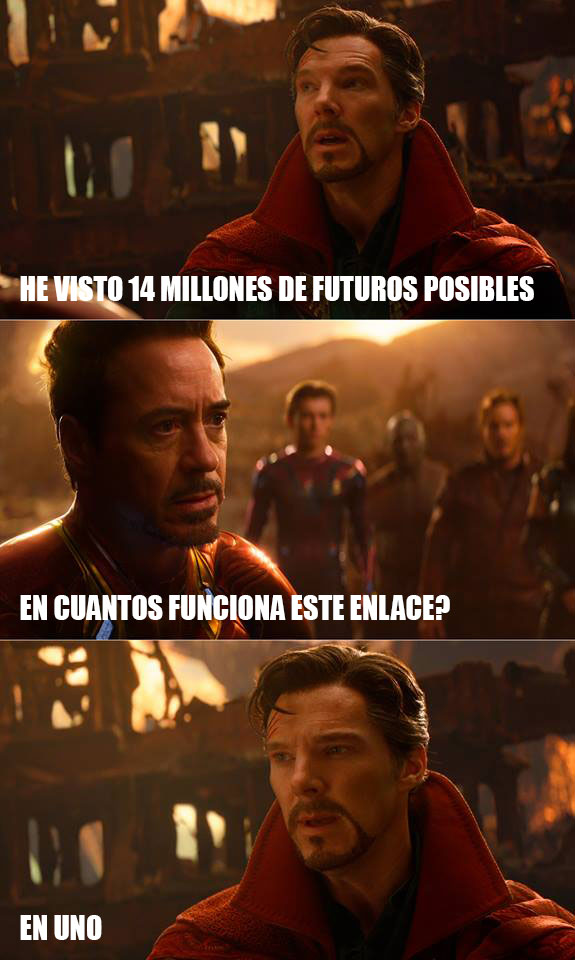 HE VISTO 14 MILLONES DE FUTUROS POSIBLES
EN CUANTOS FUNCIONA ESTE ENLACE?
EN UNO